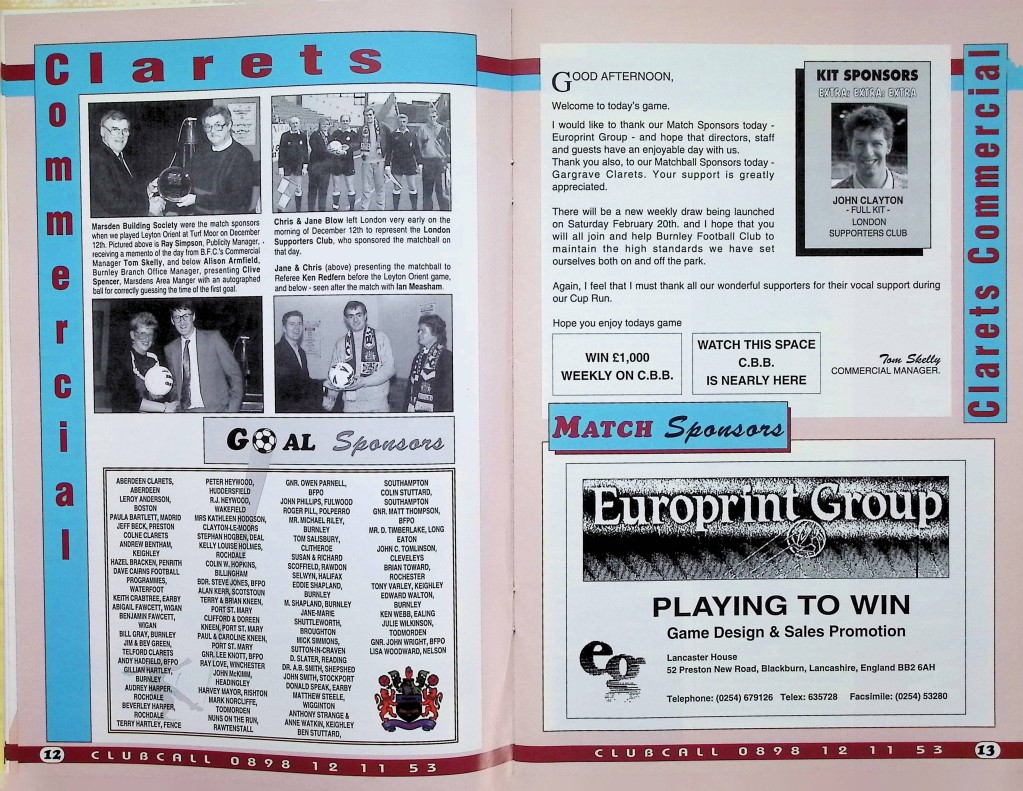 Clarets
Commercial
Marsden Building Society were the match sponsors
when we played Leyton Orient at Turf Moor on December
12th. Pictured above is Ray Simpson, Publicity Manager,
receiving a memento of the day from B.F.C.'s Commercial
Manager Tom Skelly, and below Alison Armfield,
Burnley Branch Office Manager, presenting Clive
Spencer, Marsdens Area Manger with an autographed
ball for correctly guessing the time of the first goal.
Chris & Jane Blow left London very early on the
morning of December 12th to represent the London
Supporters Club, who sponsored the matchball on
that day.
Jane & Chris (above) presenting the matchball to
Referee Ken Redfern before the Leyton Orient game,
and below - seen after the match with Ian Measham.
GOAL Sponsors
ABERDEEN CLARETS,
ABERDEEN
LEROY ANDERSON,
BOSTON
PAULA BARTLETT, MADRID
JEFF BECK, PRESTON
COLNE CLARETS
ANDREW BENTHAM,
KEIGHLEY
HAZEL BRACKEN, PENRITH
DAVE CAIRNS FOOTBALL
PROGRAMMES,
WATERFOOT
KEITH CRABTREE, EARBY
ABIGAIL FAWCETT, WIGAN
BENJAMIN FAWCETT,
WIGAN
BILL GRAY, BURNLEY
JIM & BEV GREEN,
TELFORD CLARETS
ANDY HADFIELD, BFPO
GILLIAN HARTLEY,
BURNLEY
AUDREY HARPER,
ROCHDALE
BEVERLEY HARPER,
ROCHDALE
TERRY HARTLEY, FENCE
PETER HEYWOOD,
HUDDERSFIELD
R.J. HEYWOOD,
WAKEFIELD
MRS KATHLEEN HODGSON,
CLAYTON-LE-MOORS
STEPHAN HOGBEN, DEAL
KELLY LOUISE HOLMES,
ROCHDALE
COLIN W. HOPKINS,
BILLINGHAM
BDR. STEVE JONES, BFPO
ALAN KERR, SCOTSTOUN
TERRY & BRIAN KEEN,
PORT ST. MARY
CLIFFORD & DOREEN
KNEEN, PORT ST. MARY
PAUL & CAROLINE KNEEN,
PORT ST. MARY
GNR. LEE KNOTT, BFPO
RAY LOVE, WINCHESTER
JOHN McKIMM,
HEADINGLEY
HARVEY MAYOR, RISHTON
MARK NORCLIFFE,
TODMORDEN
NUNS ON THE RUN,
RAWTENSTALL
GNR. OWEN PARNELL,
BFPO
JOHN PHILLIPS, FULWOOD
ROGER PILL, POLPERRO
MR. MICHAEL RILEY,
BURNLEY
TOM SALISBURY,
CLITHEROE
SUSAN & RICHARD
SCOFFIELD, RAWDON
SELWYN, HALIFAX
EDDIE SHAPLAND,
BURNLEY
M. SHAPLAND, BURNLEY
JANE-MARIE
SHUTTLEWORTH,
BROUGHTON
MICK SIMMONS,
SUTTON-IN-CRAVEN
D. SLATER, READING
DR. A.B. SMITH, SHEPSHED
JOHN SMITH, STOCKPORT
DONALD SPEAK, EARBY
MATTHEW STEELE,
WIGGINTON
ANTHONY STRANGE &
ANNE WATKIN, KEIGHLEY
BEN STUTTARD,
SOUTHAMPTON
COLIN STUTTARD,
SOUTHAMPTON
GNR. MATT THOMPSON,
BFPO
MR. D. TIMBERLAKE, LONG
EATON
JOHN C. TOMLINSON,
CLEVELEYS
BRIAN TOWARD,
ROCHESTER
TONY VARLEY, KEIGHLEY
EDWARD WALTON,
BURNLEY
KEN WEBB, EALING
JULIE WILKINSON,
TODMORDEN
GNR. JOHN WRIGHT, BFPO
LISA WOODWARD, NELSON
12
CLUBCALL 0898 12 11 53
GOOD AFTERNOON,
Welcome to today's game.
I would like to thank our Match Sponsors today -
Europrint Group - and hope that directors, staff
and guests have an enjoyable day with us.
Thank you also, to our Matchball Sponsors today -
Gargrave Clarets. Your support is greatly
appreciated.
There will be a new weekly draw being launched
on Saturday February 20th. and I hope that you
will all join and help Burnley Football Club to
maintain the high standards we have set
ourselves both on and off the park.
Again, I feel that I must thank all our wonderful supporters for their vocal support during
our Cup Run.
Hope you enjoy todays game
KIT SPONSORS
EXTRA: EXTRA: EXTRA
JOHN CLAYTON
- FULL KIT -
LONDON
SUPPORTERS CLUB
WIN £1,000
WEEKLY ON C.B.B.
WATCH THIS SPACE
C.B.B.
IS NEARLY HERE
Tom Skelly
COMMERCIAL MANAGER.
Clarets Commercial
MATCH Sponsors
Europrint Group
PLAYING TO WIN
Game Design & Sales Promotion
eg
Lancaster House
52 Preston New Road, Blackburn, Lancashire, England BB2 6AH
Telephone: (0254) 679126 Telex: 635728 Facsimile: (0254) 53280
CLUBCALL 0898 12 11 53
13